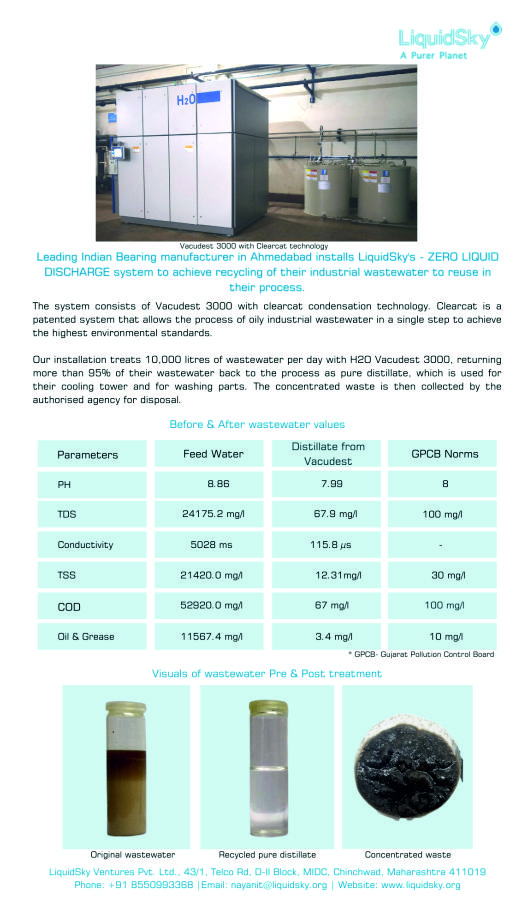 LiquidSky
A Purer Planet
H2O
Vacudest 3000 with Clearcat technology
Leading Indian Bearing manufacturer in Ahmedabad installs LiquidSky's - ZERO LIQUID
DISCHARGE system to achieve recycling of their industrial wastewater to reuse in
their process.
The system consists of Vacudest 3000 with clearcat condensation technology. Clearcat is a
patented system that allows the process of oily industrial wastewater in a single step to achieve
the highest environmental standards.
Our installation treats 10,000 litres of wastewater per day with H2O Vacudest 3000, returning
more than 95% of their wastewater back to the process as pure distillate, which is used for
their cooling tower and for washing parts. The concentrated waste is then collected by the
authorised agency for disposal.
Before & After wastewater values
Parameters Feed Water Distillate from Vacudest GPCB Norms
PH 8.86 7.99 8
TDS 24175.2 mg/l 67.9 mg/l 100 mg/l
Conductivity 5028 ms 115.8 µs -
TSS 21420.0 mg/l 12.31mg/l 30 mg/l
COD 52920.0 mg/l 67 mg/l 100 mg/l
Oil & Grease 11567.4 mg/l 3.4 mg/l 10 mg/l
* GPCB- Gujarat Pollution Control Board
Visuals of wastewater Pre & Post treatment
Original wastewater Recycled pure distillate Concentrated waste
LiquidSky Ventures Pvt. Ltd., 43/1, Telco Rd, D-II Block, MIDC, Chinchwad, Maharashtra 411019
Phone: +91 8550993368 |Email: nayanit@liquidsky.org | Website: www.liquidsky.org